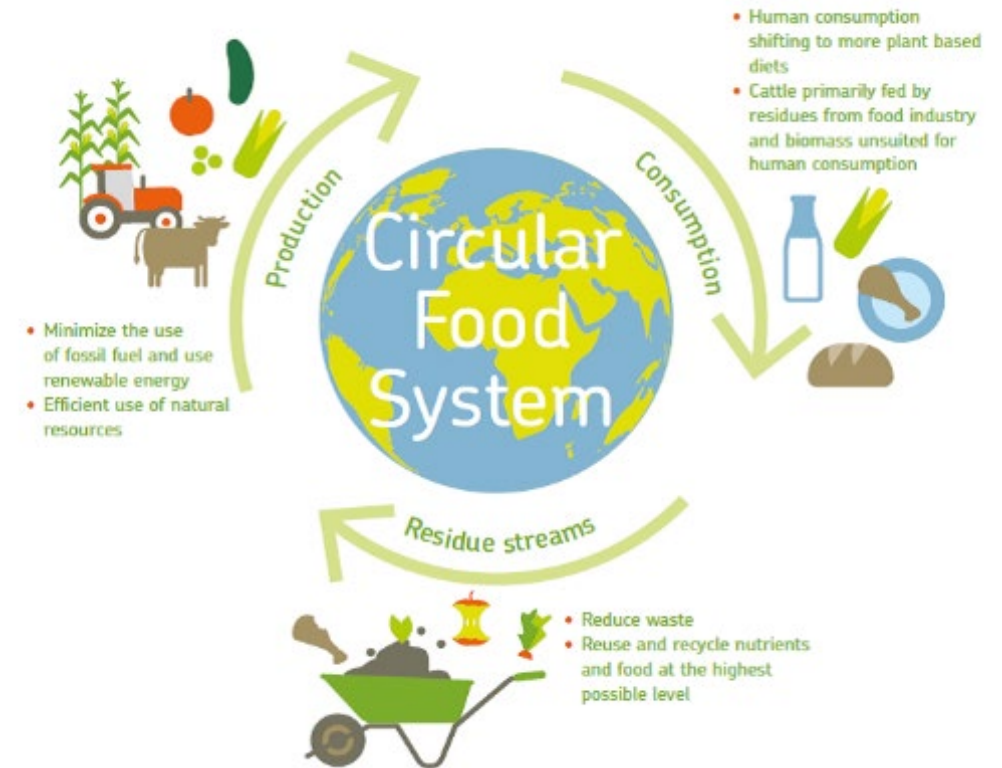 Circular
Food
System
Production
• Minimize the use
of fossil fuel and use
renewable energy
• Efficient use of natural
resources
Consumption
• Human consumption
shifting to more plant based
diets
• Cattle primarily fed by
residues from food industry
and biomass unsuited for
human consumption
Residue streams
• Reduce waste
• Reuse and recycle nutrients
and food at the highest
possible level